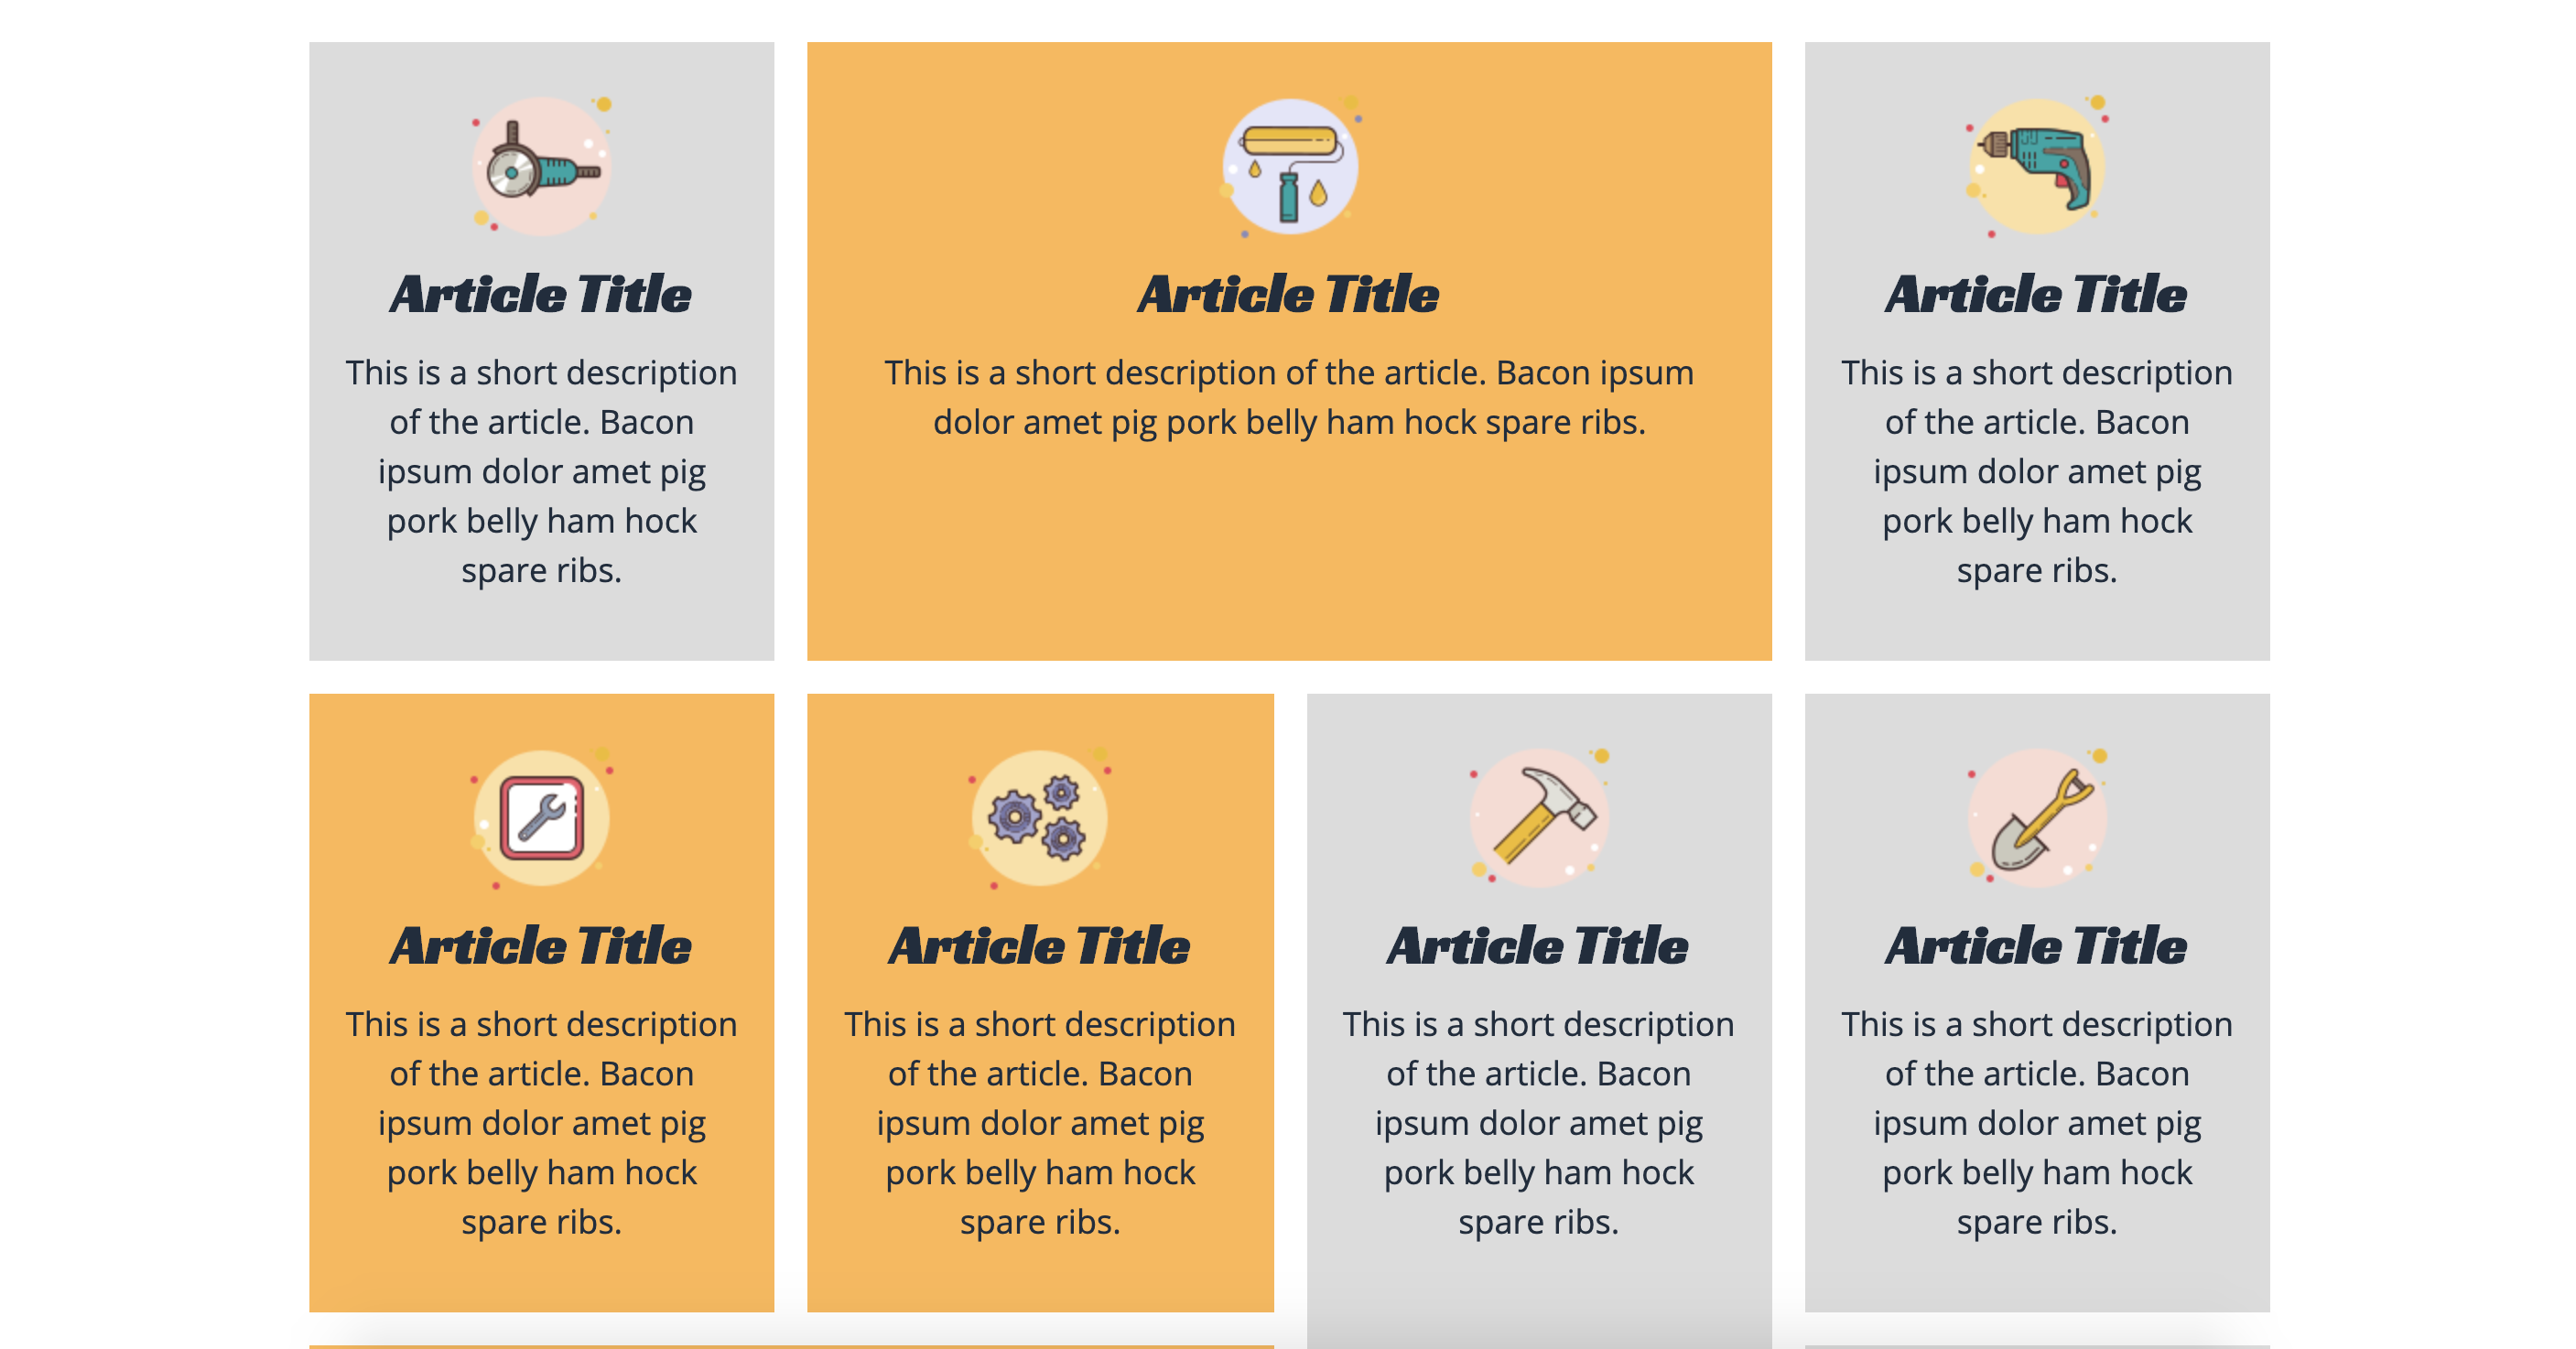 Article Title
This is a short description
of the article. Bacon
ipsum dolor amet pig
pork belly ham hock
spare ribs.
Article Title
This is a short description of the article. Bacon ipsum
dolor amet pig pork belly ham hock spare ribs.
Article Title
This is a short description
of the article. Bacon
ipsum dolor amet pig
pork belly ham hock
spare ribs.
Article Title
This is a short description
of the article. Bacon
ipsum dolor amet pig
pork belly ham hock
spare ribs.
Article Title
This is a short description
of the article. Bacon
ipsum dolor amet pig
pork belly ham hock
spare ribs.
Article Title
This is a short description
of the article. Bacon
ipsum dolor amet pig
pork belly ham hock
spare ribs.
Article Title
This is a short description
of the article. Bacon
ipsum dolor amet pig
pork belly ham hock
spare ribs.